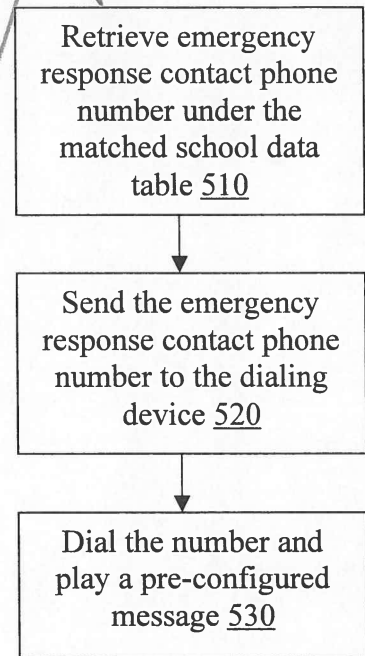 Retrieve emergency
response contact phone
number under the
matched school data
table 510
Send the emergency
response contact phone
number to the dialing
device 520
Dial the number and
play a pre-configured
message 530